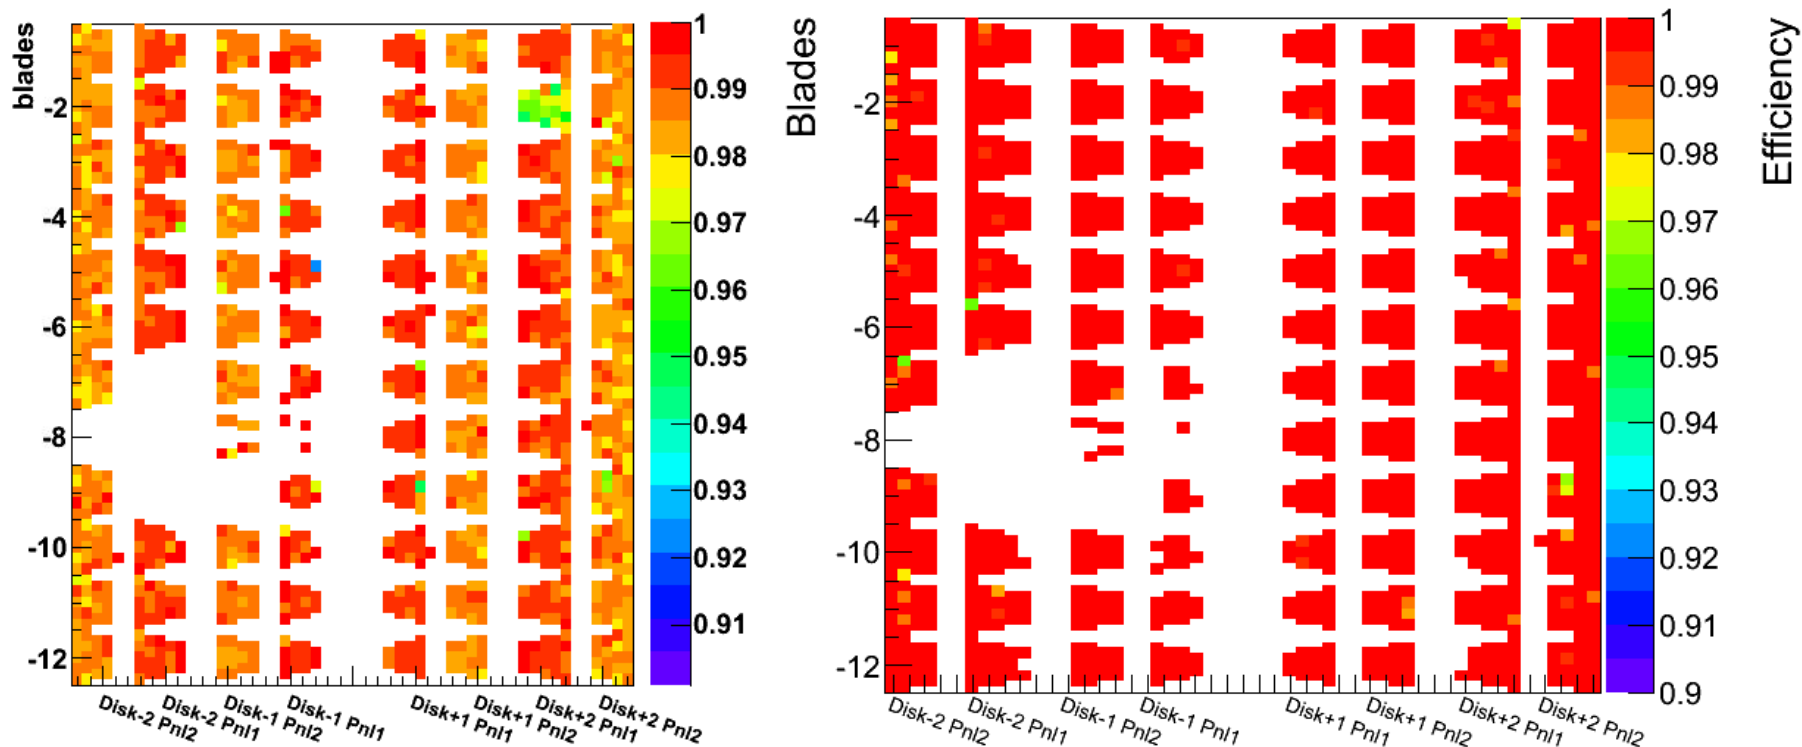 blades
-2
-4
-6
-8
-10
-12
Disk-2 Pnl2
Disk-2 Pnl1
Disk-1 Pnl2
Disk-1 Pnl1
Disk+1 Pnl1
Disk+1 Pnl2
Disk+2 Pnl1
Disk+2 Pnl2
1
0.99
0.98
0.97
0.96
0.95
0.94
0.93
0.92
0.91
Blades
-2
-4
-6
-8
-10
-12
Disk-2 Pnl2
Disk-2 Pnl1
Disk-1 Pnl2
Disk-1 Pnl1
Disk+1 Pnl1
Disk+1 Pnl2
Disk+2 Pnl1
Disk+2 Pnl2
1
0.99
0.98
0.97
0.96
0.95
0.94
0.93
0.92
0.91
0.9
Efficiency